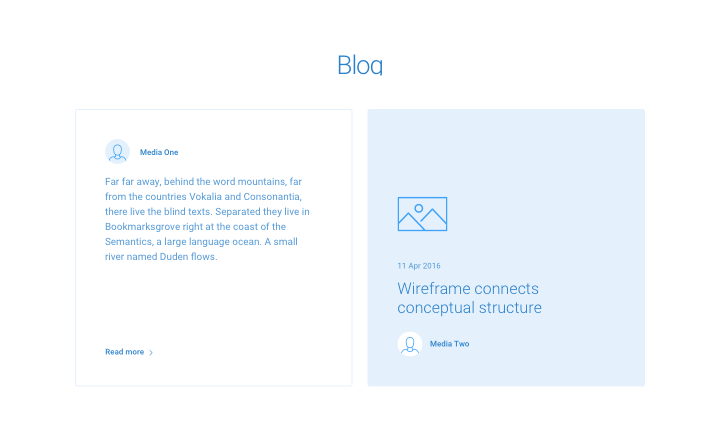 Blog
Media One
Far far away, behind the word mountains, far
from the countries Vokalia and Consonantia,
there live the blind texts. Separated they live in
Bookmarksgrove right at the coast of the
Semantics, a large language ocean. A small
river named Duden flows.
Read more
11 Apr 2016
Wireframe connects
conceptual structure
Media Two